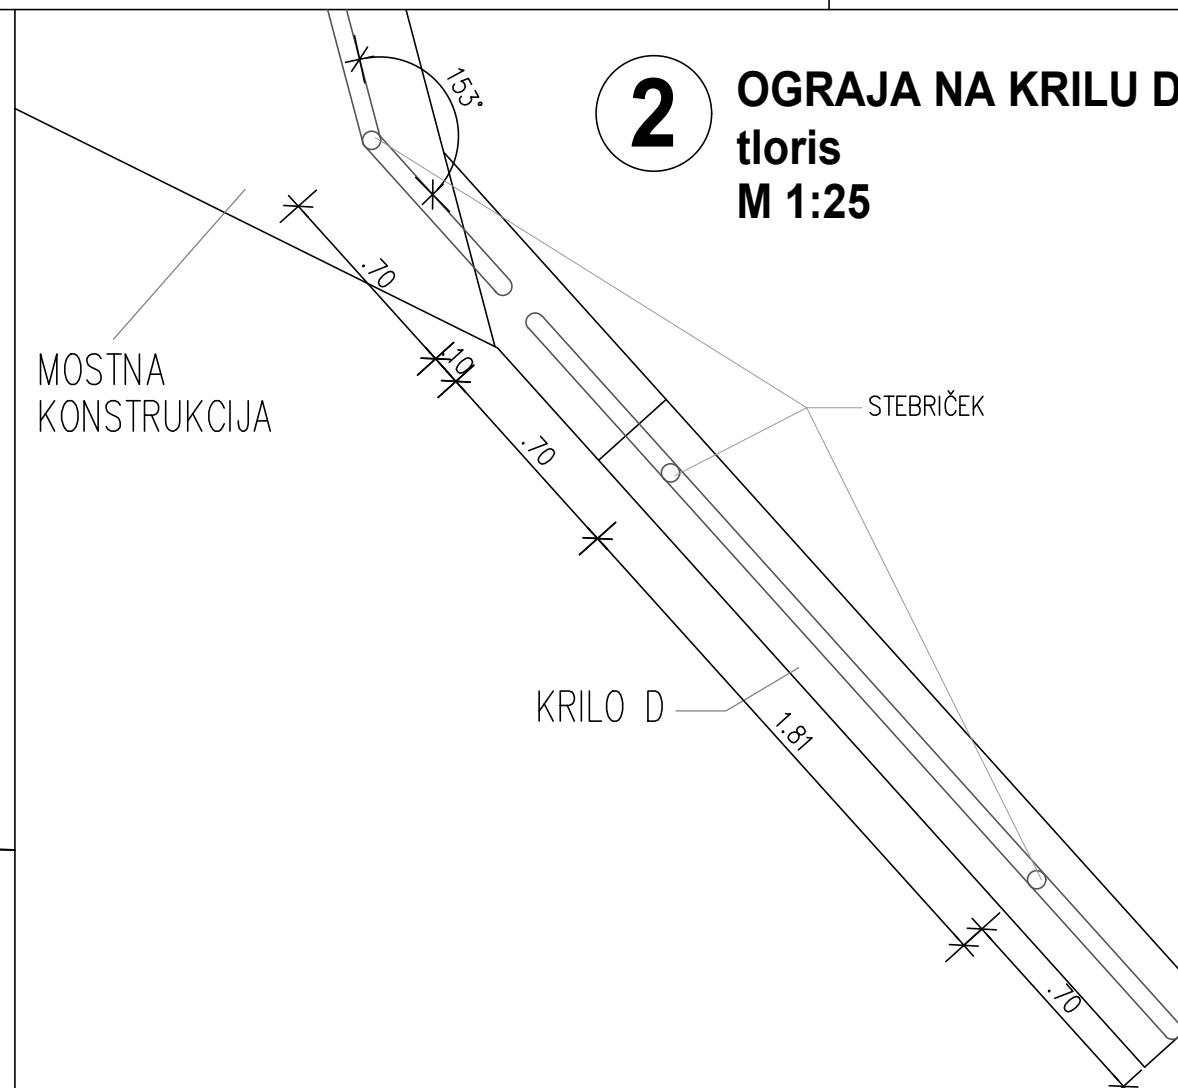 2
OGRAJA NA KRILU D
tloris
M 1:25
153°
.70
.10
MOSTNA
KONSTRUKCIJA
STEBRIČEK
.70
KRILO D
1.81
.70